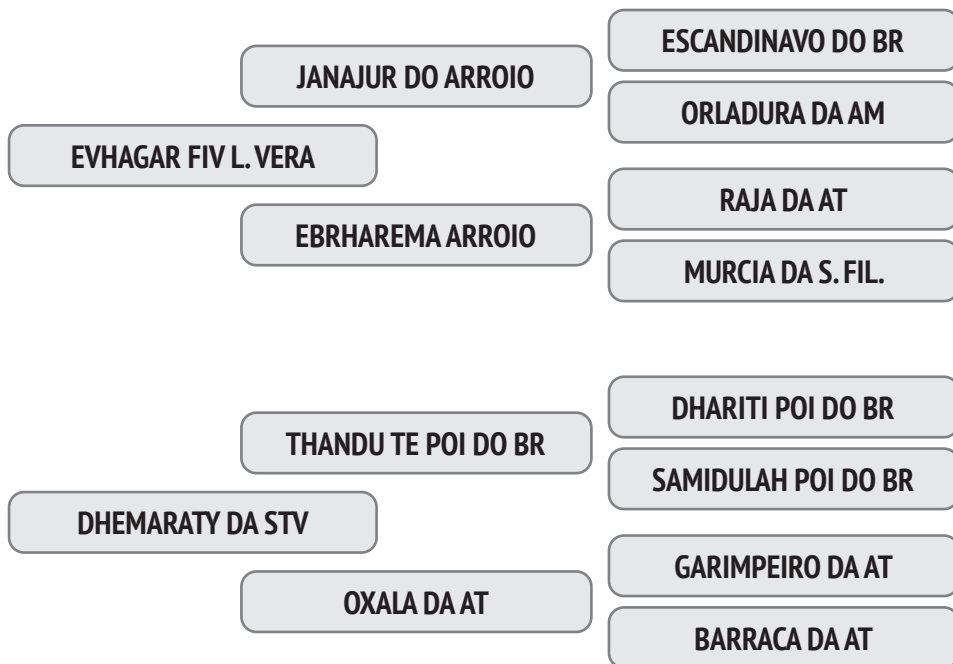 ESCANDINAVO DO BR
JANAJUR DO ARROIO
ORLADURA DA AM
EVHAGAR FIV L. VERA
RAJA DA AT
EBRHAREMA ARROIO
MURCIA DA S. FIL.
DHARITI POI DO BR
THANDU TE POI DO BR
SAMIDULAH POI DO BR
DHEMARATY DA STV
GARIMPEIRO DA AT
OXALA DA AT
BARRACA DA AT